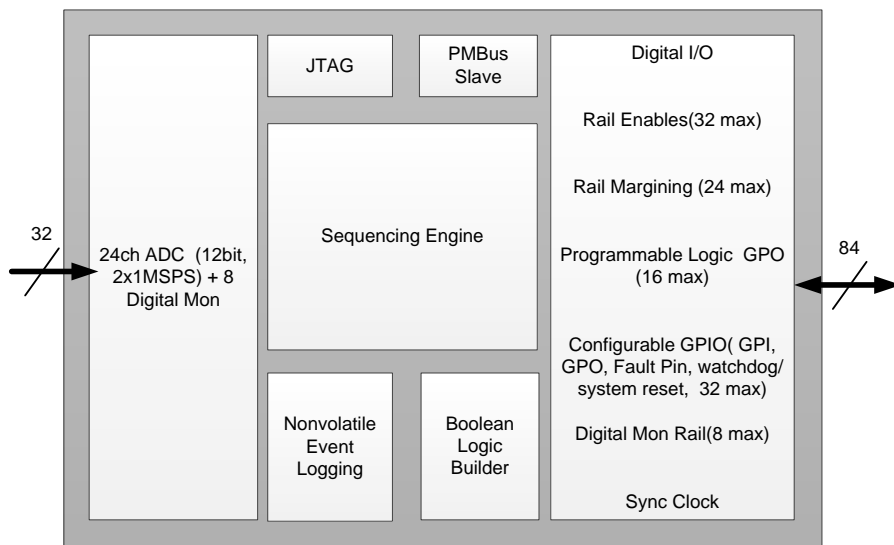 32
24ch ADC (12bit,
2x1MSPS) + 8
Digital Mon
JTAG
PMBus
Slave
Sequencing Engine
Nonvolatile
Event
Logging
Boolean
Logic
Builder
Digital I/O
Rail Enables(32 max)
Rail Margining (24 max)
Programmable Logic GPO
(16 max)
Configurable GPIO( GPI,
GPO, Fault Pin, watchdog/
system reset, 32 max)
Digital Mon Rail(8 max)
Sync Clock
84